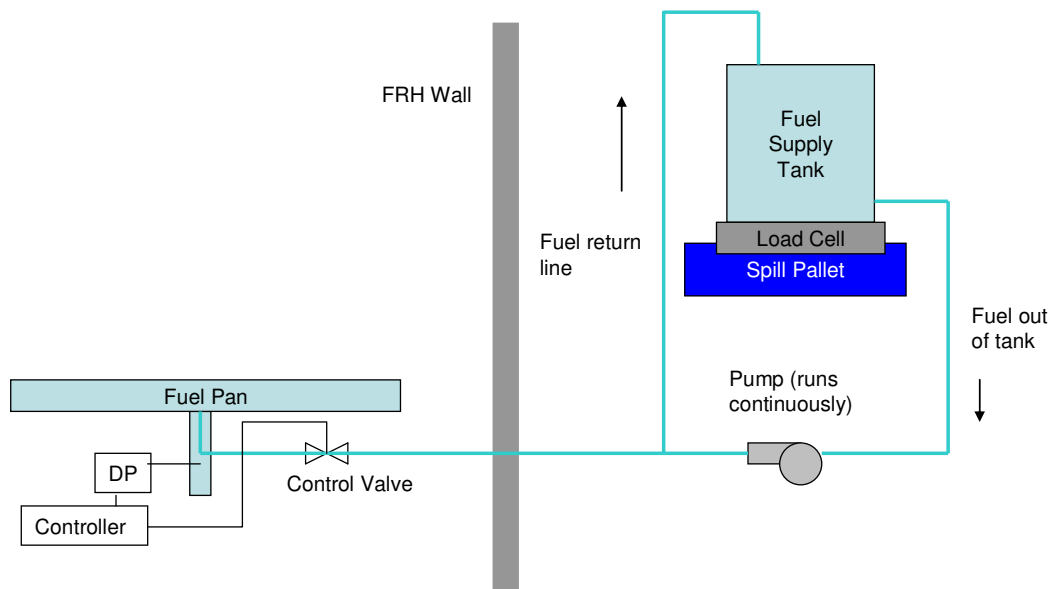 FRH Wall
Fuel
Supply
Tank
Load Cell
Spill Pallet
Fuel return
line
Fuel out
of tank
Pump (runs
continuously)
Fuel Pan
DP
Control Valve
Controller